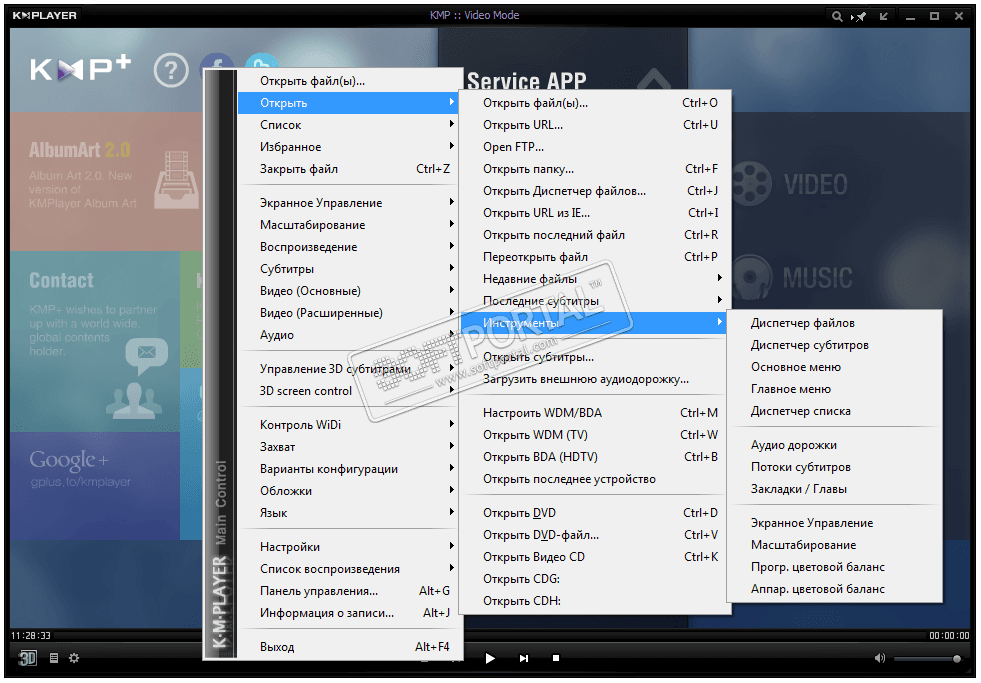 KMPLAYER
KMP :: Video Mode
KMP+
?
Service APP
AlbumArt 2.0
Album Art 2.0. New
version of
KMPlayer Album Art
Contact
KMP+ wishes to partner
up with a world wide,
global contents
holder.
Google+
gplus.to/kmplayer
VIDEO
MUSIC
Открыть файл(ы)...
Открыть
Список
Избранное
Закрыть файл Ctrl+Z
Экранное Управление
Масштабирование
Воспроизведение
Субтитры
Видео (Основные)
Видео (Расширенные)
Аудио
Управление 3D субтитрами
3D screen control
Контроль WiDi
Захват
Варианты конфигурации
Обложки
Язык
Настройки
Список воспроизведения
Панель управления... Alt+G
Информация о записи... Alt+J
Выход Alt+F4
K·M·PLAYER Main Control
Открыть файл(ы)... Ctrl+O
Открыть URL... Ctrl+U
Open FTP...
Открыть папку... Ctrl+F
Открыть Диспетчер файлов... Ctrl+J
Открыть URL из IE... Ctrl+I
Открыть последний файл Ctrl+R
Переоткрыть файл Ctrl+P
Недавние файлы
Последние субтитры
Инструменты
Открыть субтитры...
Загрузить внешнюю аудиодорожку...
Настроить WDM/BDA Ctrl+M
Открыть WDM (TV) Ctrl+W
Открыть BDA (HDTV) Ctrl+B
Открыть последнее устройство
Открыть DVD Ctrl+D
Открыть DVD-файл... Ctrl+V
Открыть Видео CD Ctrl+K
Открыть CDG:
Открыть CDH:
Диспетчер файлов
Диспетчер субтитров
Основное меню
Главное меню
Диспетчер списка
Аудио дорожки
Потоки субтитров
Закладки / Главы
Экранное Управление
Масштабирование
Прогр. цветовой баланс
Аппар. цветовой баланс
SOFTPORTAL™
www.softportal.com
11:28:33
00:00:00
3D